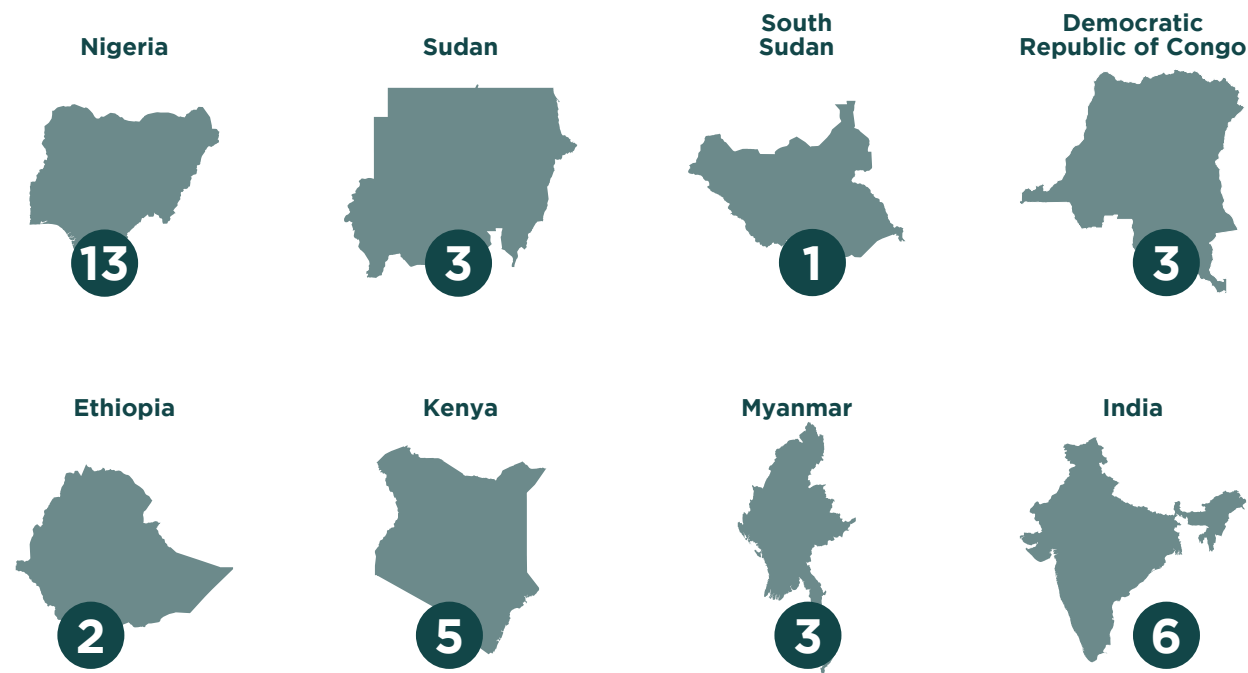 Nigeria
13
Sudan
3
South
Sudan
1
Democratic
Republic of Congo
3
Ethiopia
2
Kenya
5
Myanmar
3
India
6